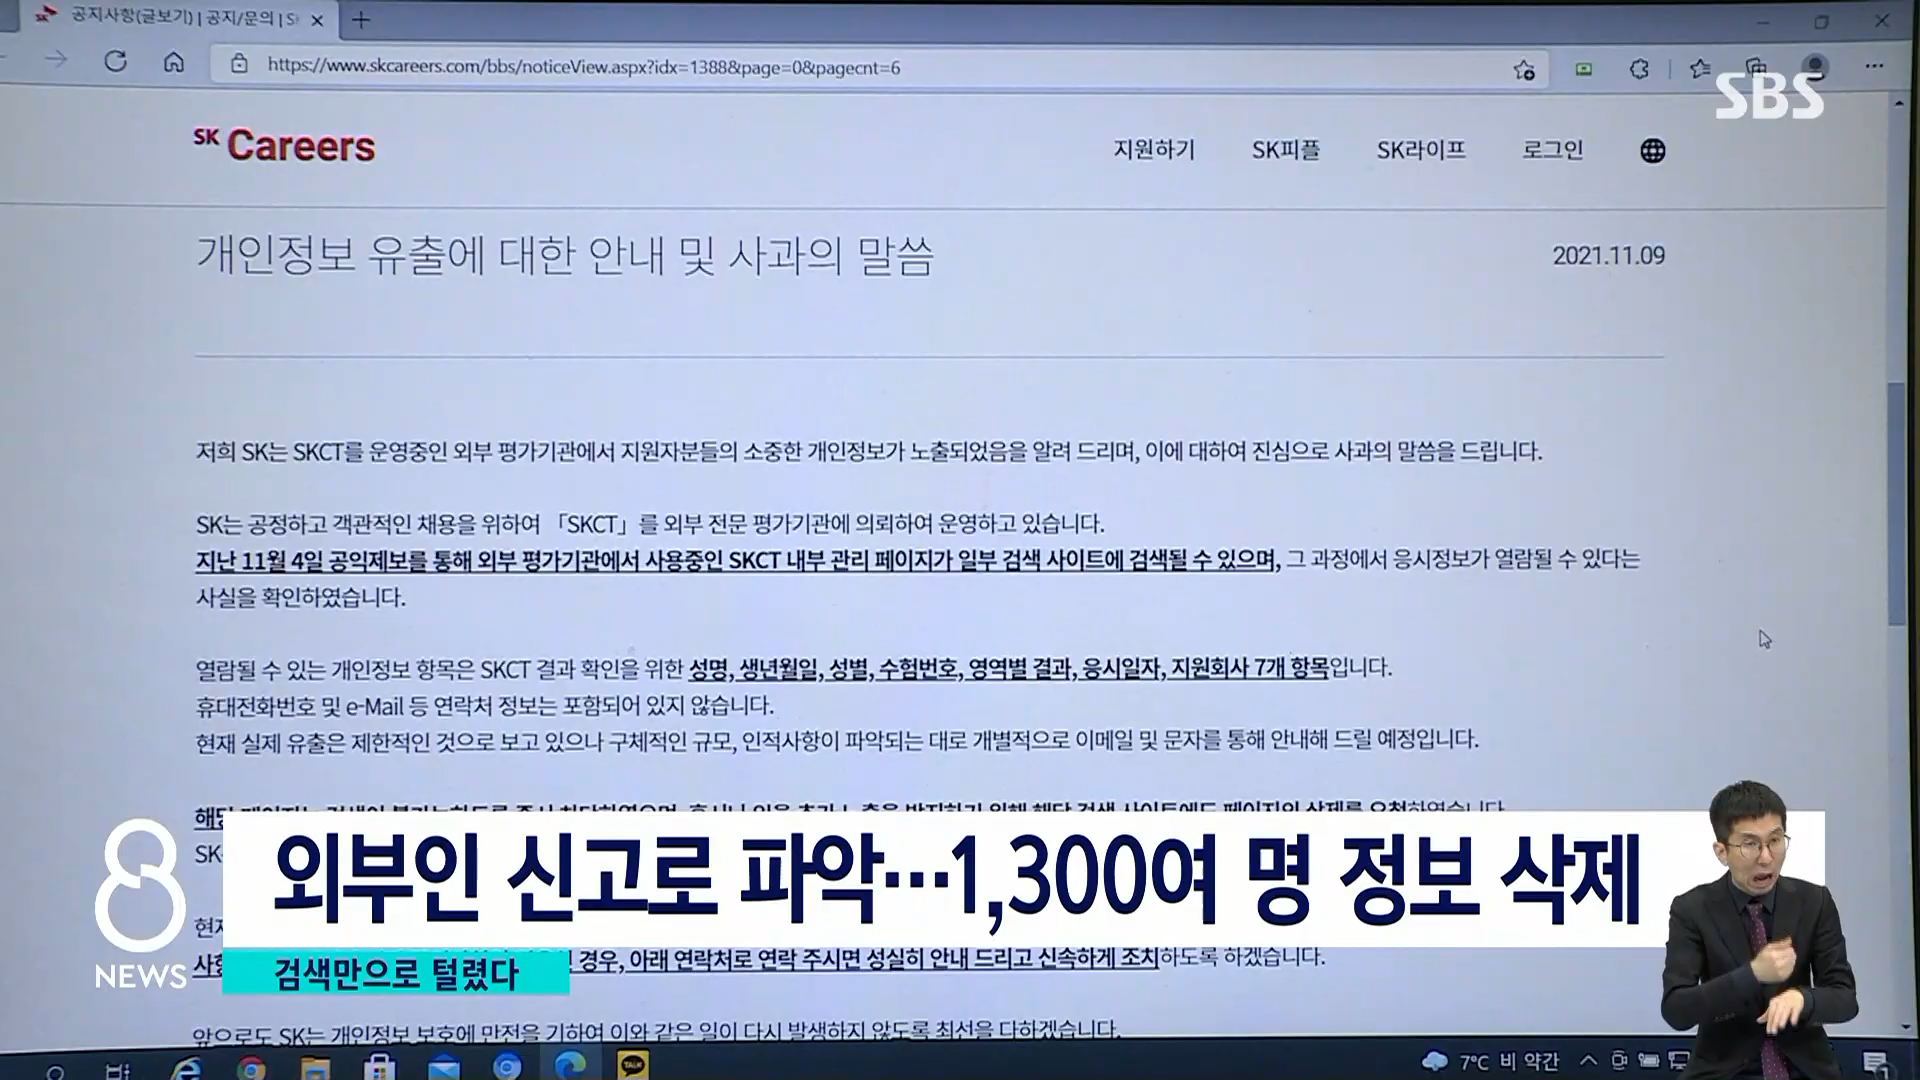 공지사항(글보기) | 공지/문의 | S
https://www.skcareers.com/bbs/noticeView.aspx?idx=1388&page=0&pagecnt=6
SBS
SK Careers
지원하기 SK피플 SK라이프 로그인
개인정보 유출에 대한 안내 및 사과의 말씀
2021.11.09
저희 SK는 SKCT를 운영중인 외부 평가기관에서 지원자분들의 소중한 개인정보가 노출되었음을 알려 드리며, 이에 대하여 진심으로 사과의 말씀을 드립니다.
SK는 공정하고 객관적인 채용을 위하여 「SKCT」를 외부 전문 평가기관에 의뢰하여 운영하고 있습니다.
지난 11월 4일 공익제보를 통해 외부 평가기관에서 사용중인 SKCT 내부 관리 페이지가 일부 검색 사이트에 검색될 수 있으며, 그 과정에서 응시정보가 열람될 수 있다는
사실을 확인하였습니다.
열람될 수 있는 개인정보 항목은 SKCT 결과 확인을 위한 성명, 생년월일, 성별, 수험번호, 영역별 결과, 응시일자, 지원회사 7개 항목입니다.
휴대전화번호 및 e-Mail 등 연락처 정보는 포함되어 있지 않습니다.
현재 실제 유출은 제한적인 것으로 보고 있으나 구체적인 규모, 인적사항이 파악되는 대로 개별적으로 이메일 및 문자를 통해 안내해 드릴 예정입니다.
SK
외부인 신고로 파악…1,300여 명 정보 삭제
8 NEWS
검색만으로 털렸다
경우, 아래 연락처로 연락 주시면 성실히 안내 드리고 신속하게 조치하도록 하겠습니다.
앞으로도 SK는 개인정보 보호에 만전을 기하여 이와 같은 일이 다시 발생하지 않도록 최선을 다하겠습니다.
TALK
7℃ 비 약간